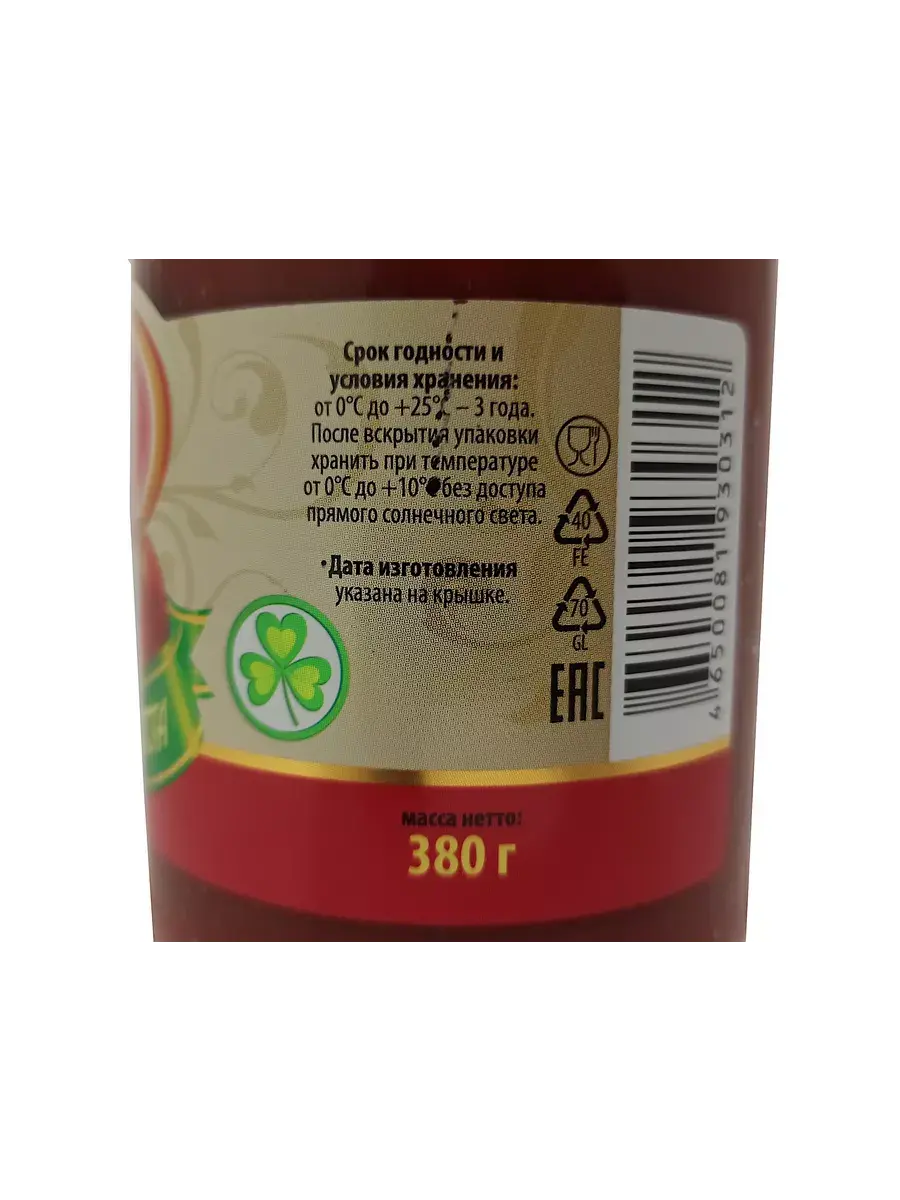 Срок годности и
условия хранения:
от 0°С до +25°С – 3 года.
После вскрытия упаковки
хранить при температуре
от 0°С до +10° без доступа
прямого солнечного света.
•Дата изготовления
указана на крышке.
40
FE
70
GL
EAC
4650081930312
масса нетто:
380 г